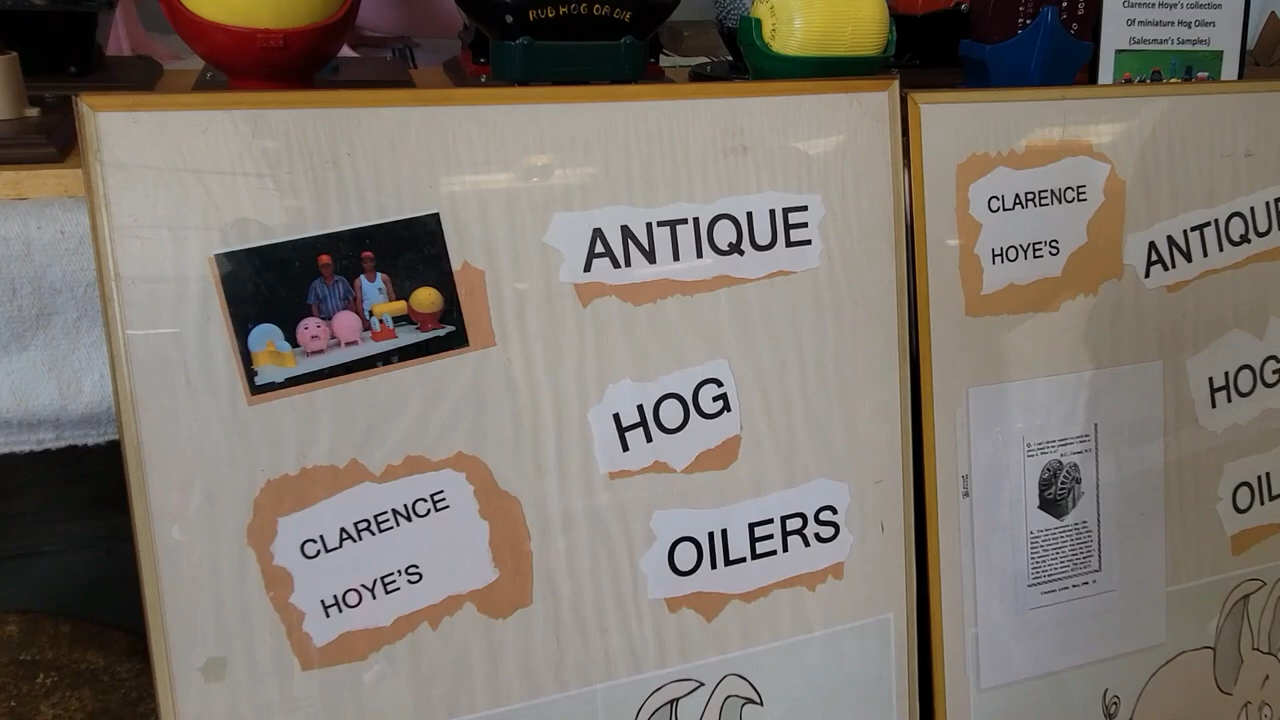 RUB HOG OR DIE
Clarence Hoye's collection
Of miniature Hog Oilers
(Salesman's Samples)
ANTIQUE
HOG
OILERS
CLARENCE
HOYE'S
CLARENCE
HOYE'S
ANTIQUE
HOG
OIL